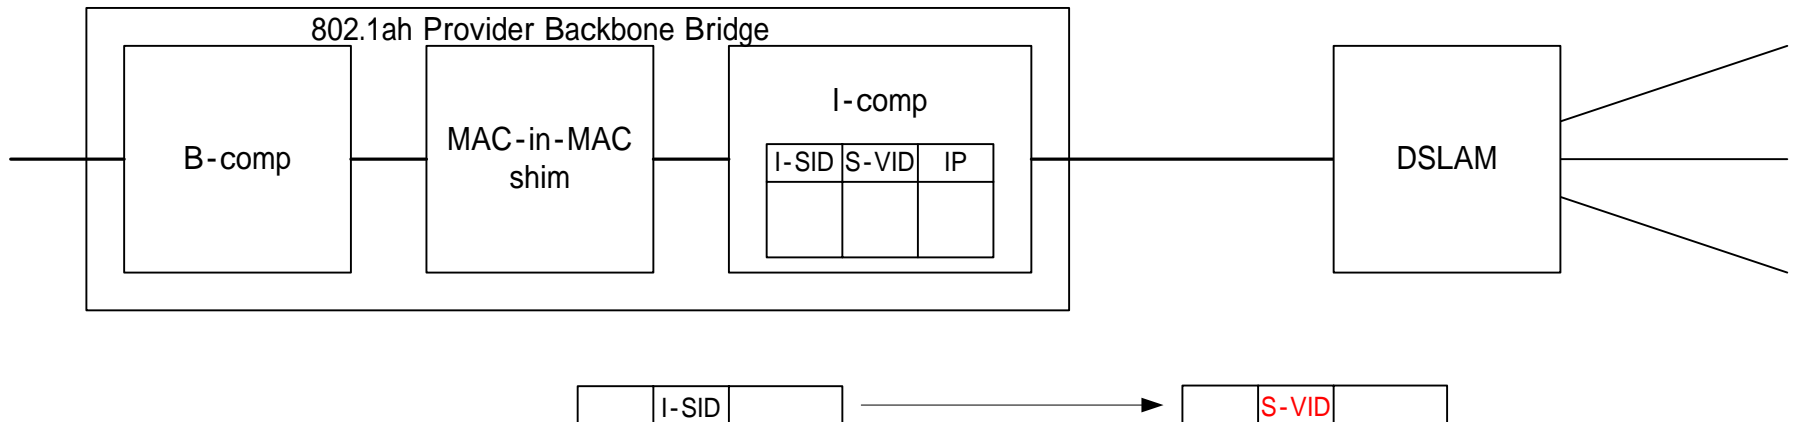 802.1ah Provider Backbone Bridge
B-comp
MAC-in-MAC
shim
I-comp
I-SID S-VID IP
DSLAM
I-SID
S-VID